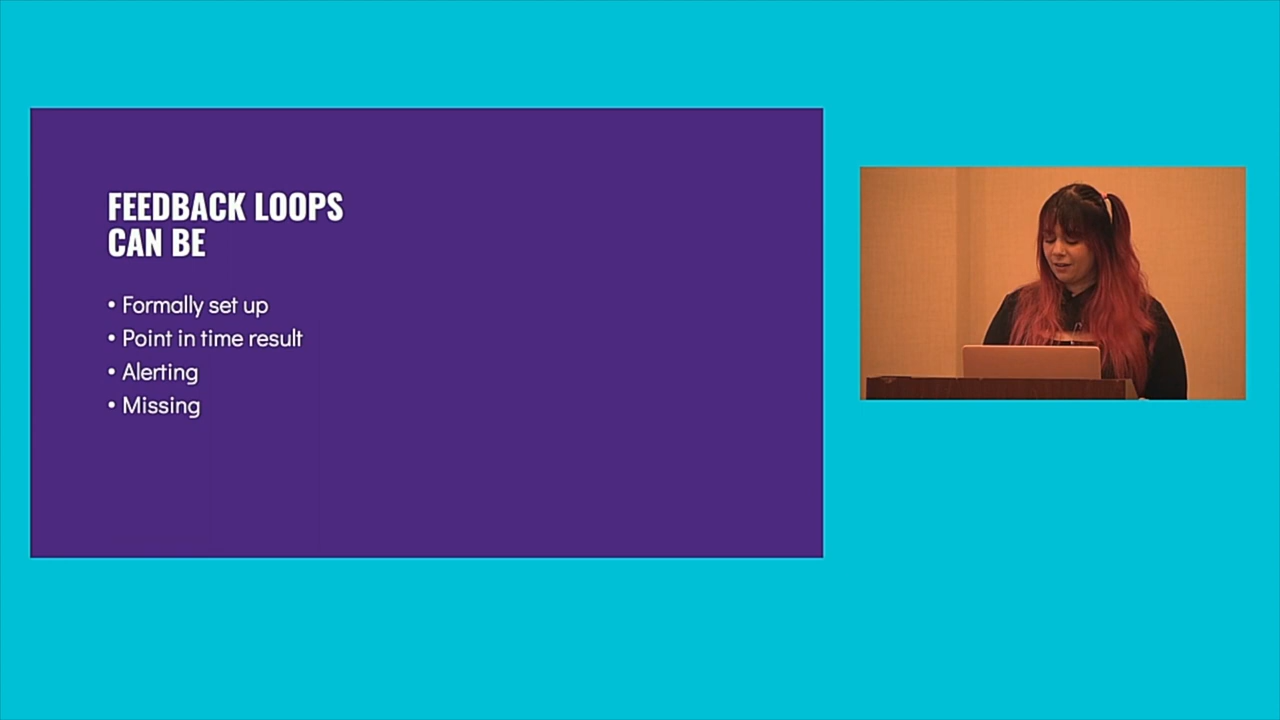 FEEDBACK LOOPS
CAN BE
• Formally set up
• Point in time result
• Alerting
• Missing